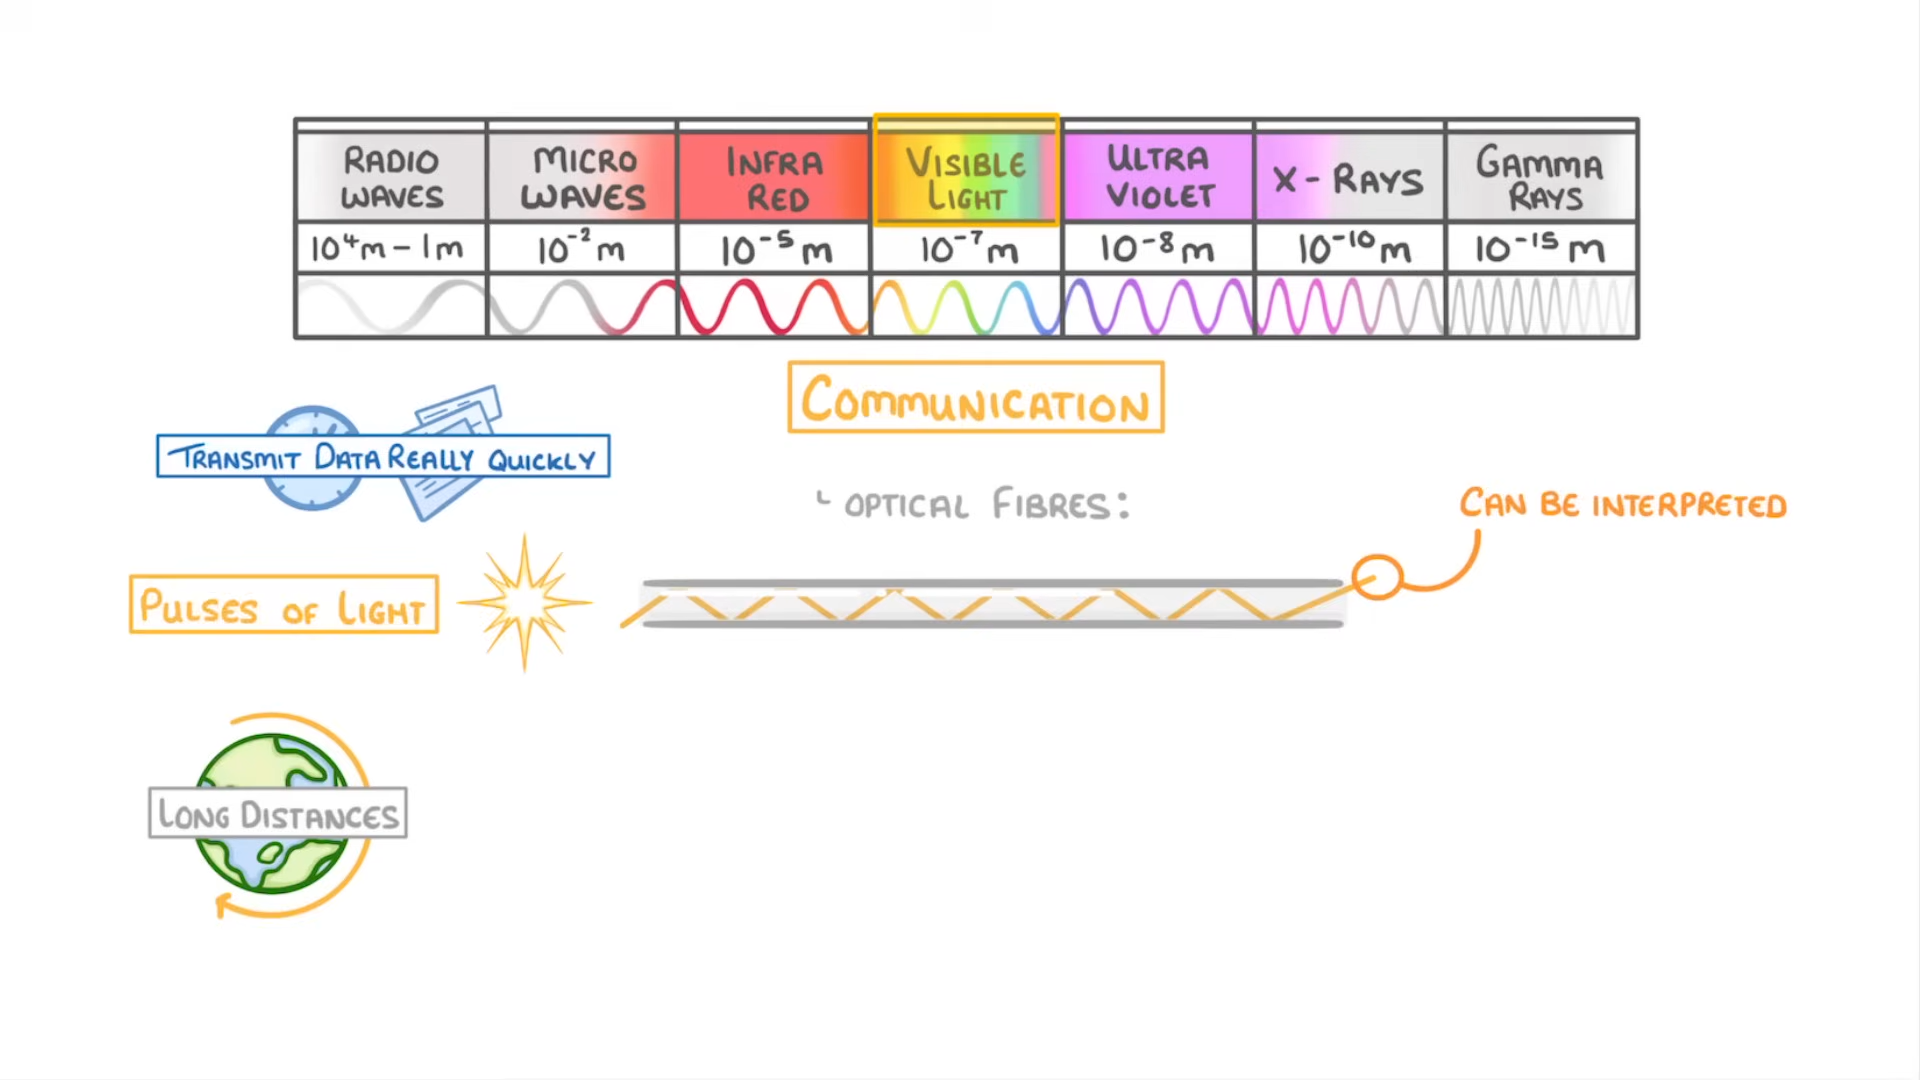 RADIO WAVES
MICRO WAVES
INFRA RED
VISIBLE LIGHT
ULTRA VIOLET
X-RAYS
GAMMA RAYS
10⁴m - 1m
10⁻²m
10⁻⁵m
10⁻⁷m
10⁻⁸m
10⁻¹⁰m
10⁻¹⁵m
COMMUNICATION
TRANSMIT DATA REALLY QUICKLY
OPTICAL FIBRES:
CAN BE INTERPRETED
PULSES OF LIGHT
LONG DISTANCES